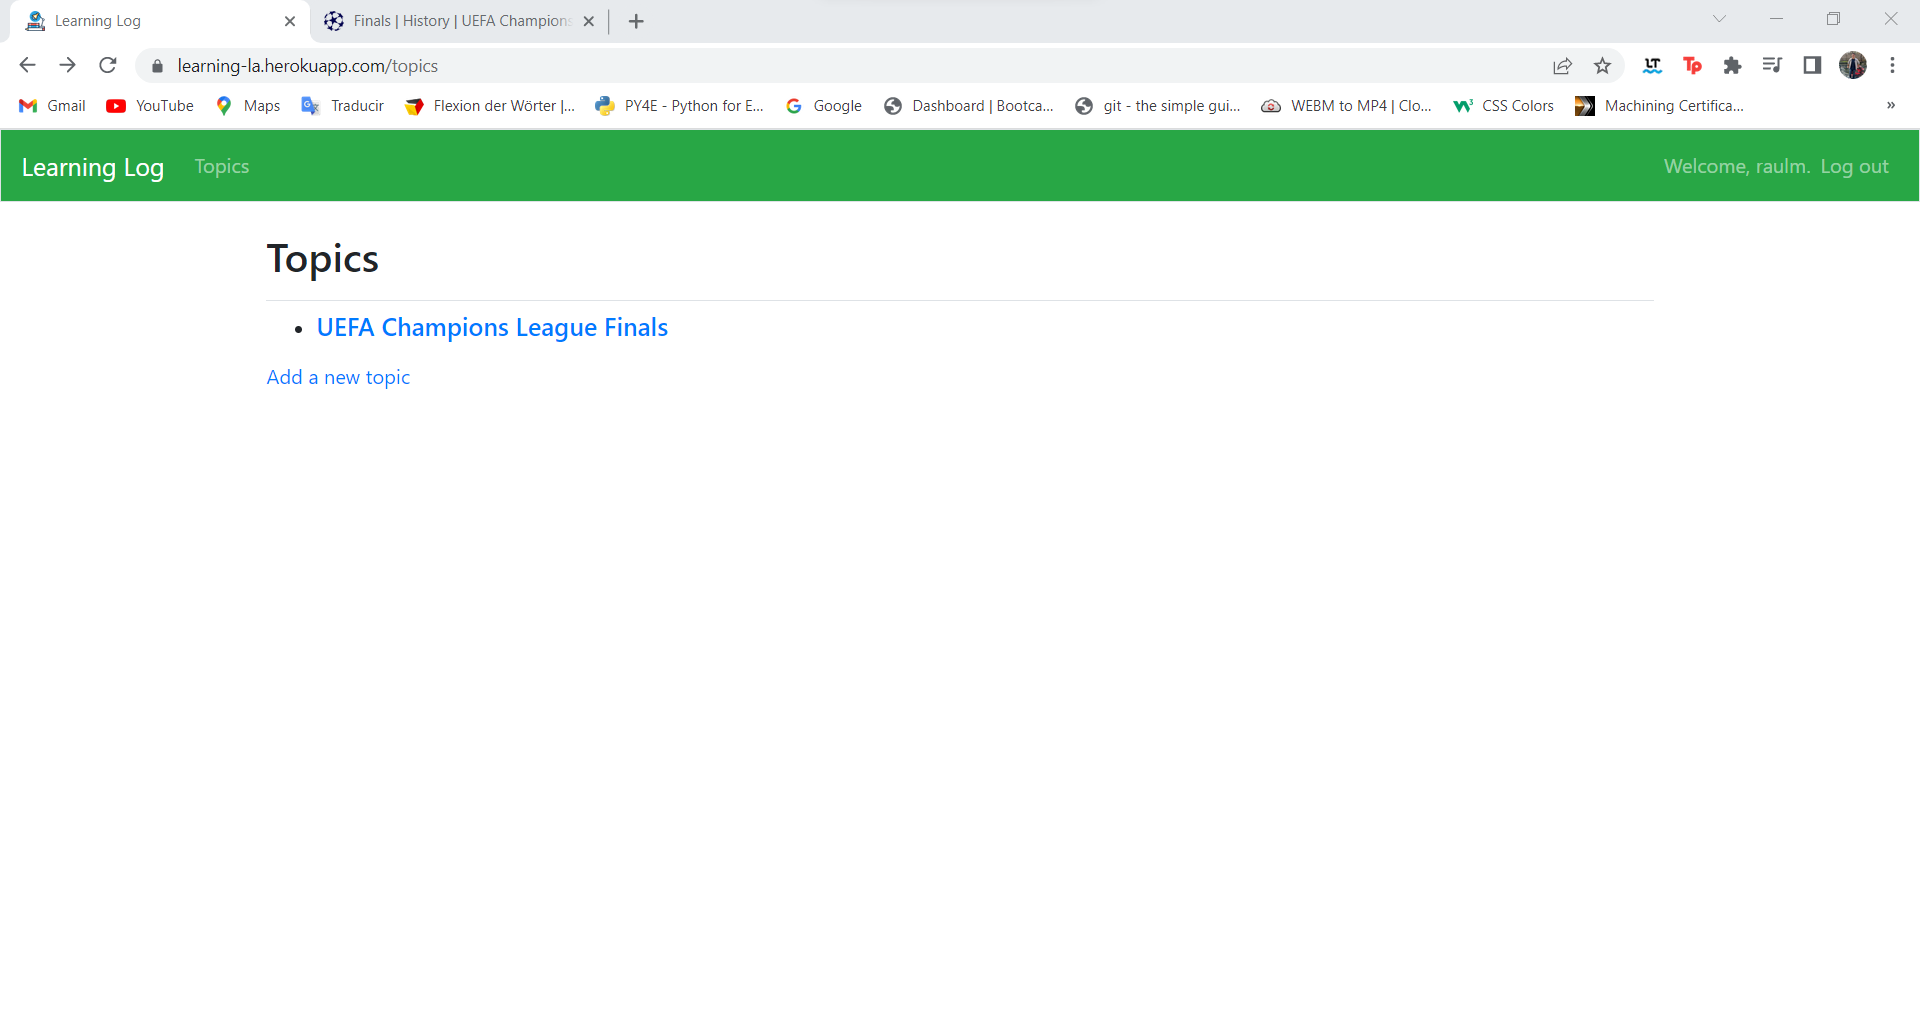 Learning Log
Finals | History | UEFA Champions
learning-la.herokuapp.com/topics
Gmail YouTube Maps Traducir Flexion der Wörter |... PY4E - Python for E... Google Dashboard | Bootca... git - the simple gui... WEBM to MP4 | Clo... CSS Colors Machining Certifica... »
Learning Log Topics Welcome, raulm. Log out
Topics
• UEFA Champions League Finals
Add a new topic